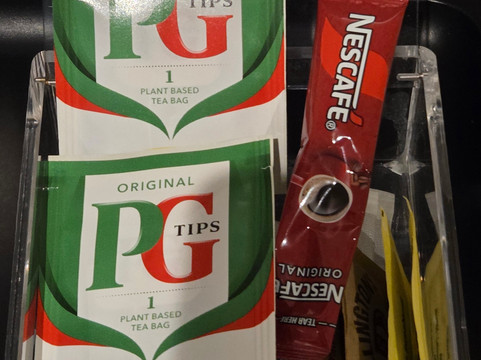 PG TIPS
1
PLANT BASED
TEA BAG
ORIGINAL
PG TIPS
1
PLANT BASED
TEA BAG
NESCAFÉ®
NESCAFÉ
ORIGINAL
TEAR HERE